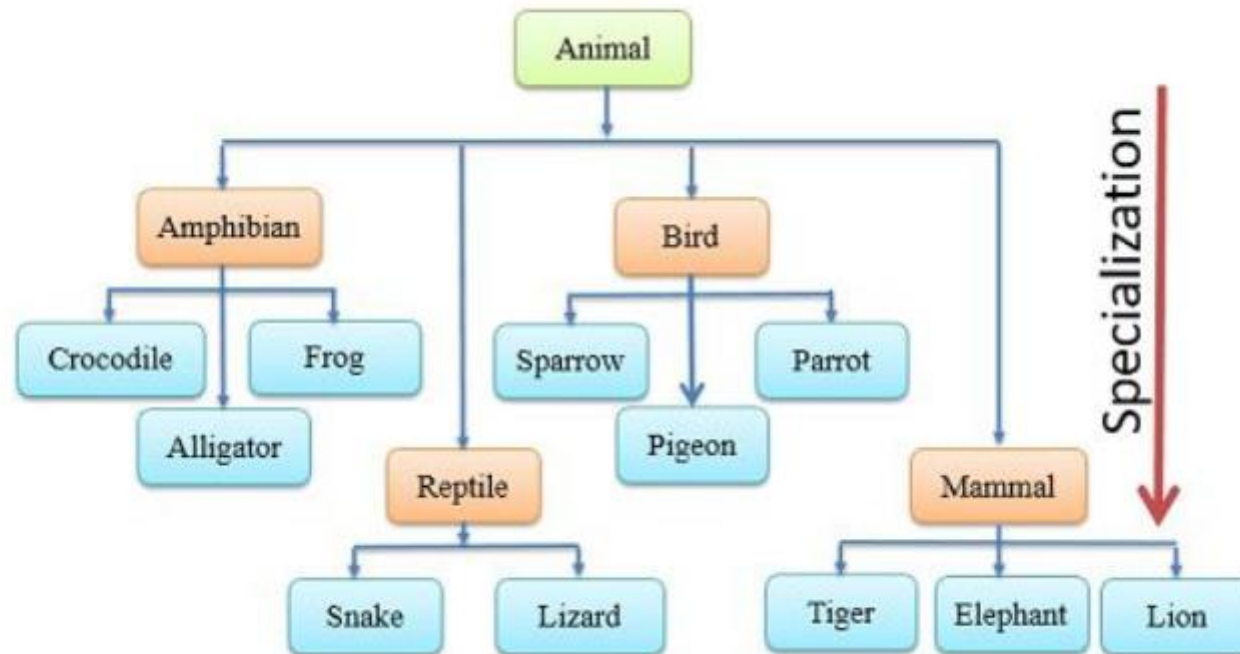 Animal
Specialization
Amphibian
Bird
Crocodile
Frog
Sparrow
Parrot
Alligator
Pigeon
Reptile
Mammal
Snake
Lizard
Tiger
Elephant
Lion